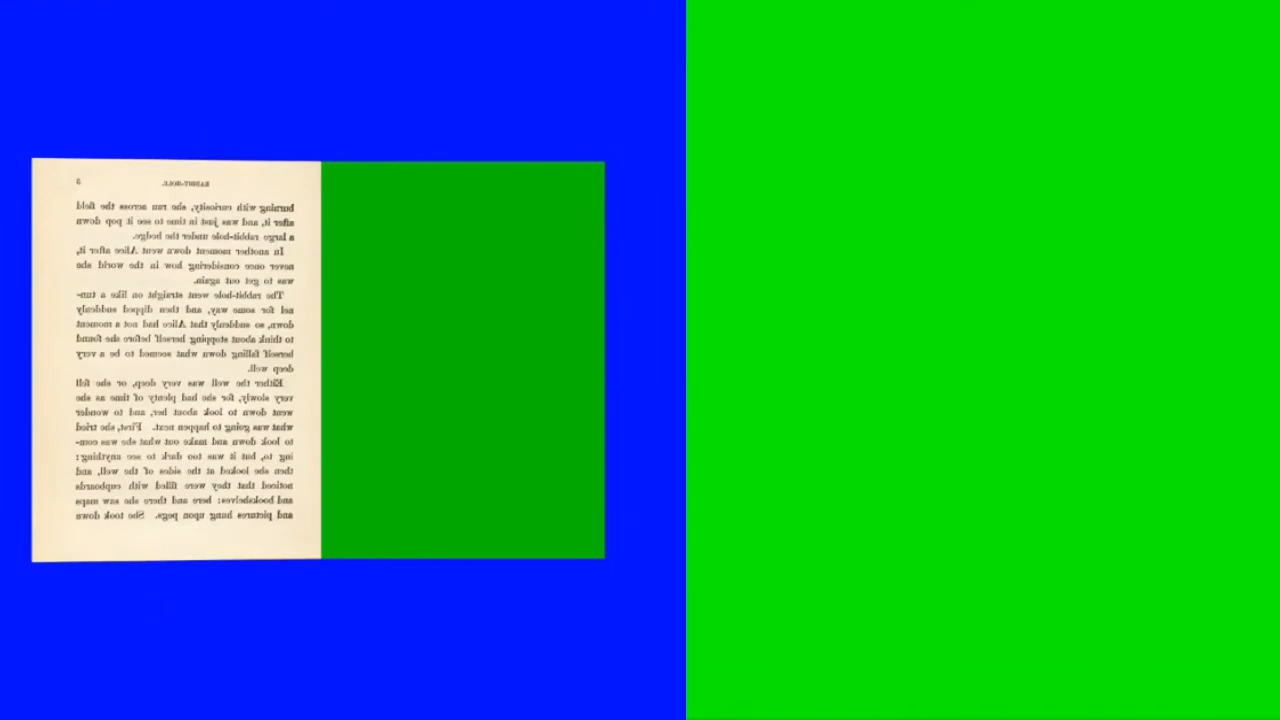 RABBIT-HOLE. 3
burning with curiosity, she ran across the field
after it, and was just in time to see it pop down
a large rabbit-hole under the hedge.
In another moment down went Alice after it,
never once considering how in the world she
was to get out again.
The rabbit-hole went straight on like a tun-
nel for some way, and then dipped suddenly
down, so suddenly that Alice had not a moment
to think about stopping herself before she found
herself falling down what seemed to be a very
deep well.
Either the well was very deep, or she fell
very slowly, for she had plenty of time as she
went down to look about her, and to wonder
what was going to happen next. First, she tried
to look down and make out what she was com-
ing to, but it was too dark to see anything:
then she looked at the sides of the well, and
noticed that they were filled with cupboards
and bookshelves: here and there she saw maps
and pictures hung upon pegs. She took down